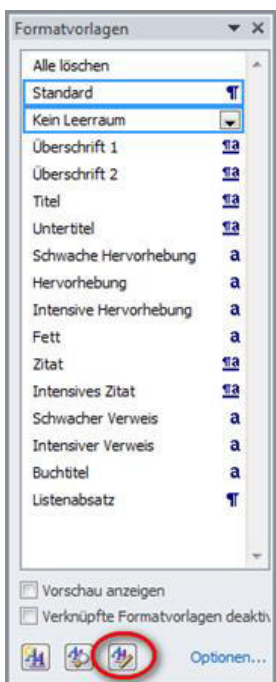 Formatvorlagen
Alle löschen
Standard ¶
Kein Leerraum
Überschrift 1 ¶a
Überschrift 2 ¶a
Titel ¶a
Untertitel ¶a
Schwache Hervorhebung a
Hervorhebung a
Intensive Hervorhebung a
Fett a
Zitat ¶a
Intensives Zitat ¶a
Schwacher Verweis a
Intensiver Verweis a
Buchtitel a
Listenabsatz ¶
Vorschau anzeigen
Verknüpfte Formatvorlagen deaktiv
Optionen...